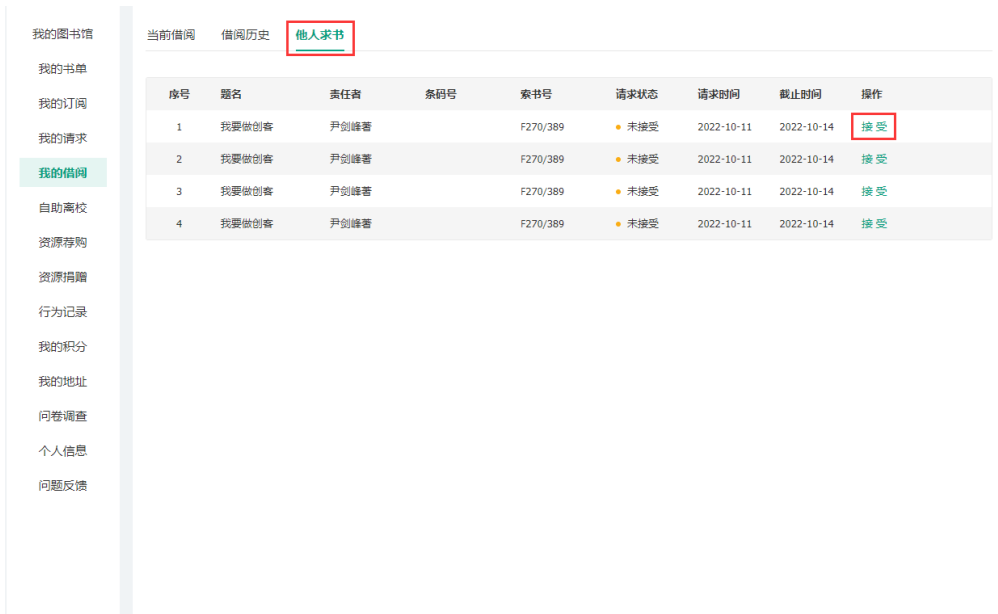 我的图书馆
我的书单
我的订阅
我的请求
我的借阅
自助离校
资源荐购
资源捐赠
行为记录
我的积分
我的地址
问卷调查
个人信息
问题反馈
当前借阅 借阅历史 他人求书
序号 题名 责任者 条码号 索书号 请求状态 请求时间 截止时间 操作
1 我要做创客 尹剑峰著 F270/389 未接受 2022-10-11 2022-10-14 接受
2 我要做创客 尹剑峰著 F270/389 未接受 2022-10-11 2022-10-14 接受
3 我要做创客 尹剑峰著 F270/389 未接受 2022-10-11 2022-10-14 接受
4 我要做创客 尹剑峰著 F270/389 未接受 2022-10-11 2022-10-14 接受